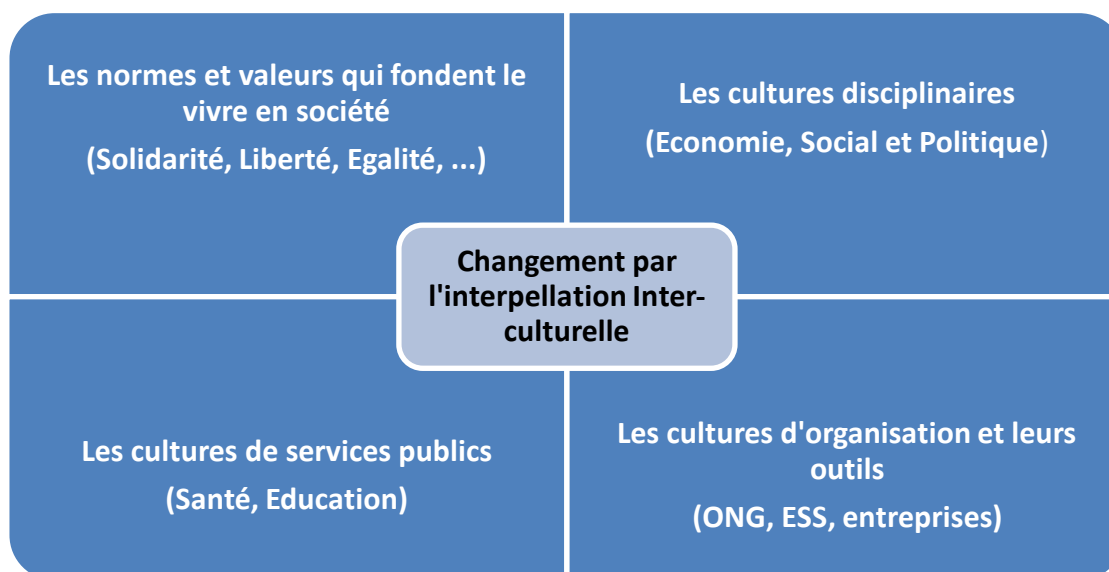 Les normes et valeurs qui fondent le
vivre en société
(Solidarité, Liberté, Egalité, ...)
Les cultures disciplinaires
(Economie, Social et Politique)
Changement par
l'interpellation Inter-
culturelle
Les cultures de services publics
(Santé, Education)
Les cultures d'organisation et leurs
outils
(ONG, ESS, entreprises)